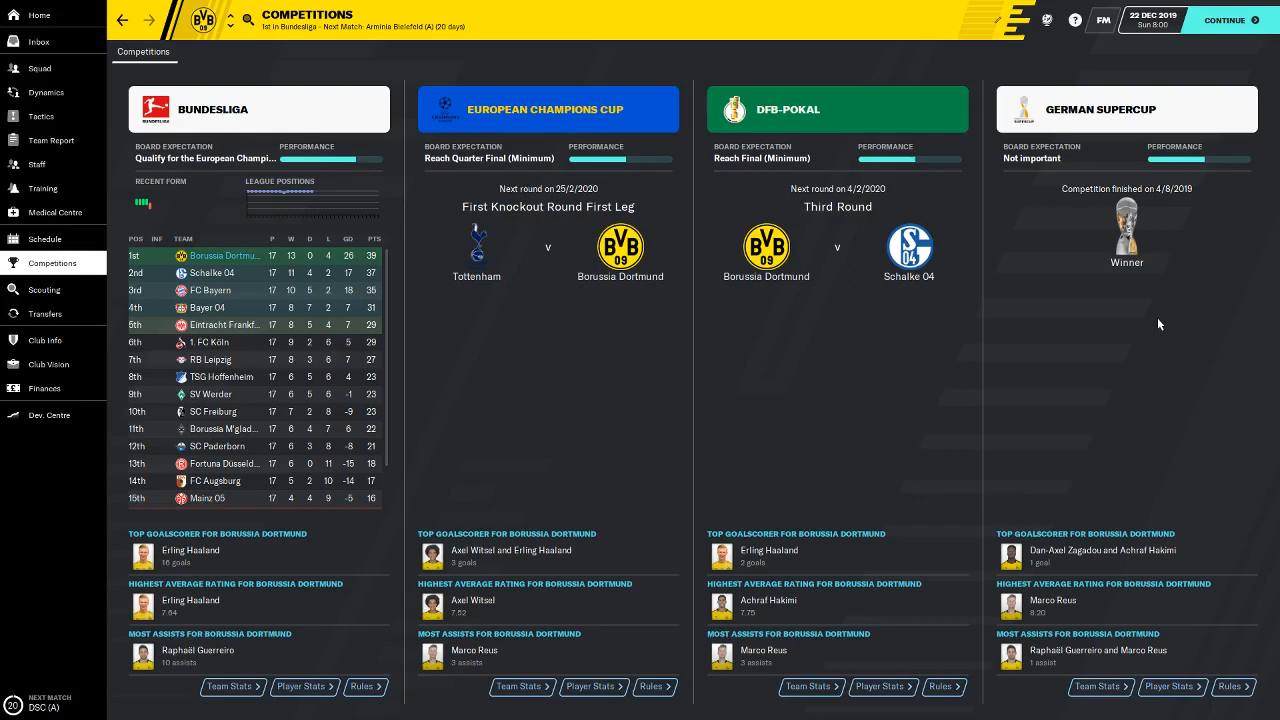 Home
Inbox
Squad
Dynamics
Tactics
Team Report
Staff
Training
Medical Centre
Schedule
Competitions
Scouting
Transfers
Club Info
Club Vision
Finances
Dev. Centre
20
NEXT MATCH
DSC (A)
BVB 09
COMPETITIONS
1st in Bundesliga - Next Match: Arminia Bielefeld (A) (20 days)
?
FM
22 DEC 2019
Sun 8:00
CONTINUE
Competitions
BUNDESLIGA
BOARD EXPECTATION
Qualify for the European Champi...
PERFORMANCE
RECENT FORM
LEAGUE POSITIONS
POS INF TEAM P W D L GD PTS
1st Borussia Dortmu... 17 13 0 4 26 39
2nd Schalke 04 17 11 4 2 17 37
3rd FC Bayern 17 10 5 2 18 35
4th Bayer 04 17 9 4 4 7 31
5th Eintracht Frankf... 17 8 5 4 7 29
6th 1. FC Köln 17 9 2 6 5 29
7th RB Leipzig 17 8 3 6 7 27
8th TSG Hoffenheim 17 6 5 6 4 23
9th SV Werder 17 6 5 6 -1 23
10th SC Freiburg 17 7 2 8 -9 23
11th Borussia M'glad... 17 6 4 7 6 22
12th SC Paderborn 17 6 3 8 -8 21
13th Fortuna Düsseld... 17 6 0 11 -15 18
14th FC Augsburg 17 5 2 10 -14 17
15th Mainz 05 17 4 4 9 -5 16
TOP GOALSCORER FOR BORUSSIA DORTMUND
Erling Haaland
16 goals
HIGHEST AVERAGE RATING FOR BORUSSIA DORTMUND
Erling Haaland
7.64
MOST ASSISTS FOR BORUSSIA DORTMUND
Raphaël Guerreiro
10 assists
Team Stats
Player Stats
Rules
EUROPEAN CHAMPIONS CUP
BOARD EXPECTATION
Reach Quarter Final (Minimum)
PERFORMANCE
Next round on 25/2/2020
First Knockout Round First Leg
v
BVB 09
Tottenham
Borussia Dortmund
TOP GOALSCORER FOR BORUSSIA DORTMUND
Axel Witsel and Erling Haaland
3 goals
HIGHEST AVERAGE RATING FOR BORUSSIA DORTMUND
Axel Witsel
7.52
MOST ASSISTS FOR BORUSSIA DORTMUND
Marco Reus
3 assists
Team Stats
Player Stats
Rules
DFB-POKAL
BOARD EXPECTATION
Reach Final (Minimum)
PERFORMANCE
Next round on 4/2/2020
Third Round
BVB 09
v
S 04
Borussia Dortmund
Schalke 04
TOP GOALSCORER FOR BORUSSIA DORTMUND
Erling Haaland
2 goals
HIGHEST AVERAGE RATING FOR BORUSSIA DORTMUND
Achraf Hakimi
7.75
MOST ASSISTS FOR BORUSSIA DORTMUND
Marco Reus
3 assists
Team Stats
Player Stats
Rules
GERMAN SUPERCUP
BOARD EXPECTATION
Not important
PERFORMANCE
Competition finished on 4/8/2019
Winner
TOP GOALSCORER FOR BORUSSIA DORTMUND
Dan-Axel Zagadou and Achraf Hakimi
1 goal
HIGHEST AVERAGE RATING FOR BORUSSIA DORTMUND
Marco Reus
8.20
MOST ASSISTS FOR BORUSSIA DORTMUND
Raphaël Guerreiro and Marco Reus
1 assist
Team Stats
Player Stats
Rules